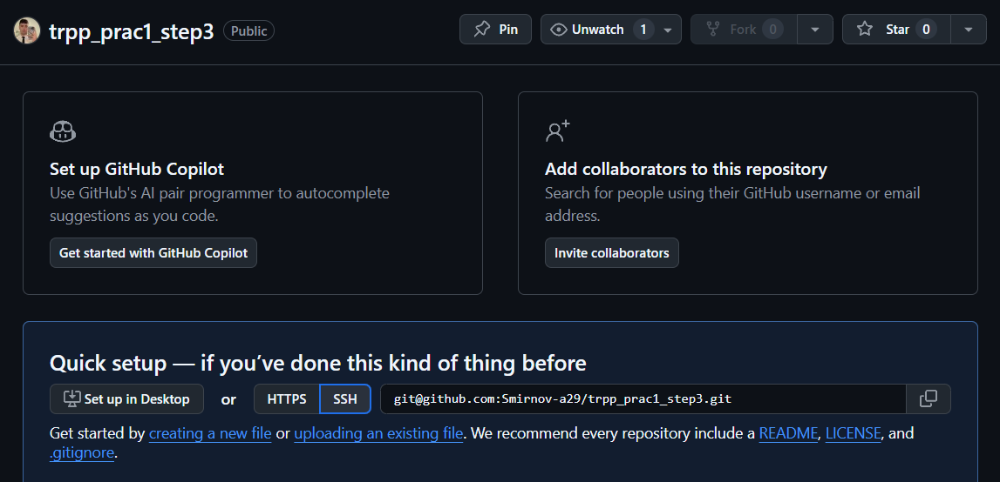 trpp_prac1_step3 Public Pin Unwatch 1 Fork 0 Star 0
Set up GitHub Copilot
Use GitHub's AI pair programmer to autocomplete
suggestions as you code.
Get started with GitHub Copilot
Add collaborators to this repository
Search for people using their GitHub username or email
address.
Invite collaborators
Quick setup — if you’ve done this kind of thing before
Set up in Desktop or HTTPS SSH git@github.com:Smirnov-a29/trpp_prac1_step3.git
Get started by creating a new file or uploading an existing file. We recommend every repository include a README, LICENSE, and
.gitignore.